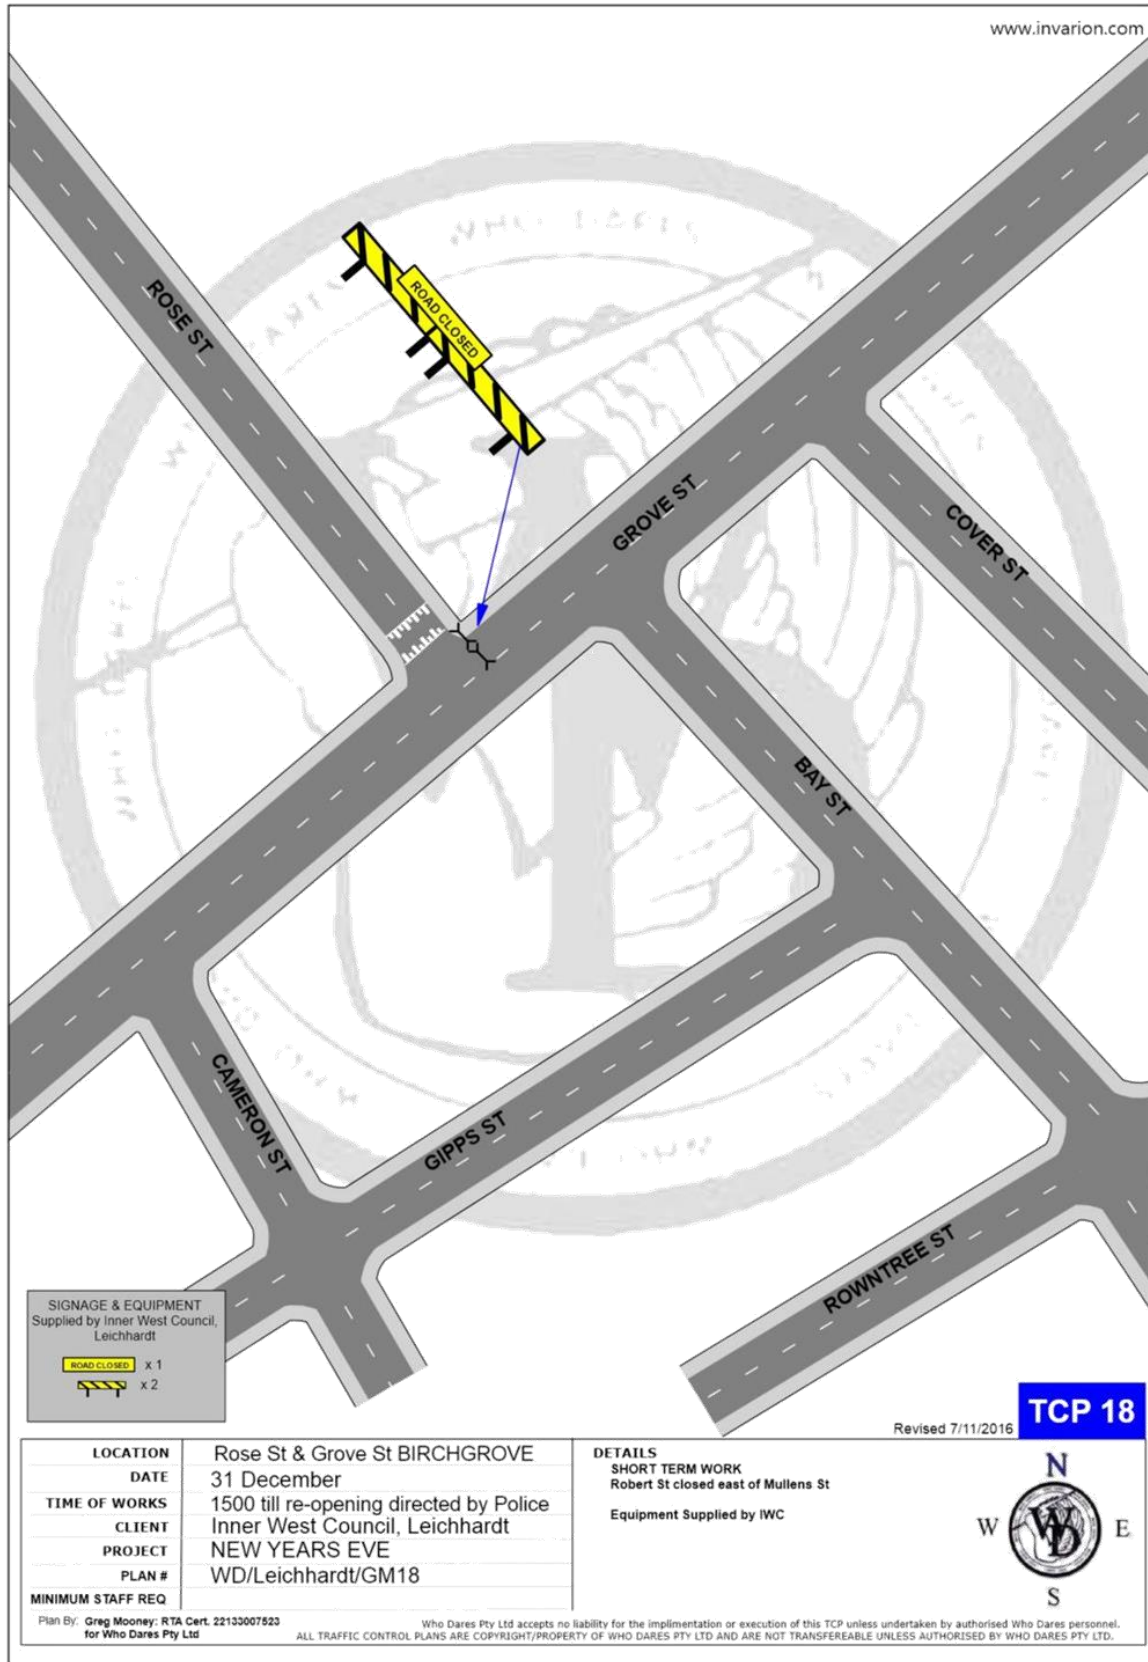 www.invarion.com
WHO DARES
ROSE ST
ROAD CLOSED
GROVE ST
COVER ST
BAY ST
CAMERON ST
GIPPS ST
ROWNTREE ST
SIGNAGE & EQUIPMENT
Supplied by Inner West Council,
Leichhardt
ROAD CLOSED x 1
x 2
Revised 7/11/2016
TCP 18
LOCATION Rose St & Grove St BIRCHGROVE
DATE 31 December
TIME OF WORKS 1500 till re-opening directed by Police
CLIENT Inner West Council, Leichhardt
PROJECT NEW YEARS EVE
PLAN # WD/Leichhardt/GM18
MINIMUM STAFF REQ
DETAILS
SHORT TERM WORK
Robert St closed east of Mullens St
Equipment Supplied by IWC
N
W WD E
S
Plan By: Greg Mooney: RTA Cert. 22133007523
for Who Dares Pty Ltd
Who Dares Pty Ltd accepts no liability for the implimentation or execution of this TCP unless undertaken by authorised Who Dares personnel.
ALL TRAFFIC CONTROL PLANS ARE COPYRIGHT/PROPERTY OF WHO DARES PTY LTD AND ARE NOT TRANSFEREABLE UNLESS AUTHORISED BY WHO DARES PTY LTD.